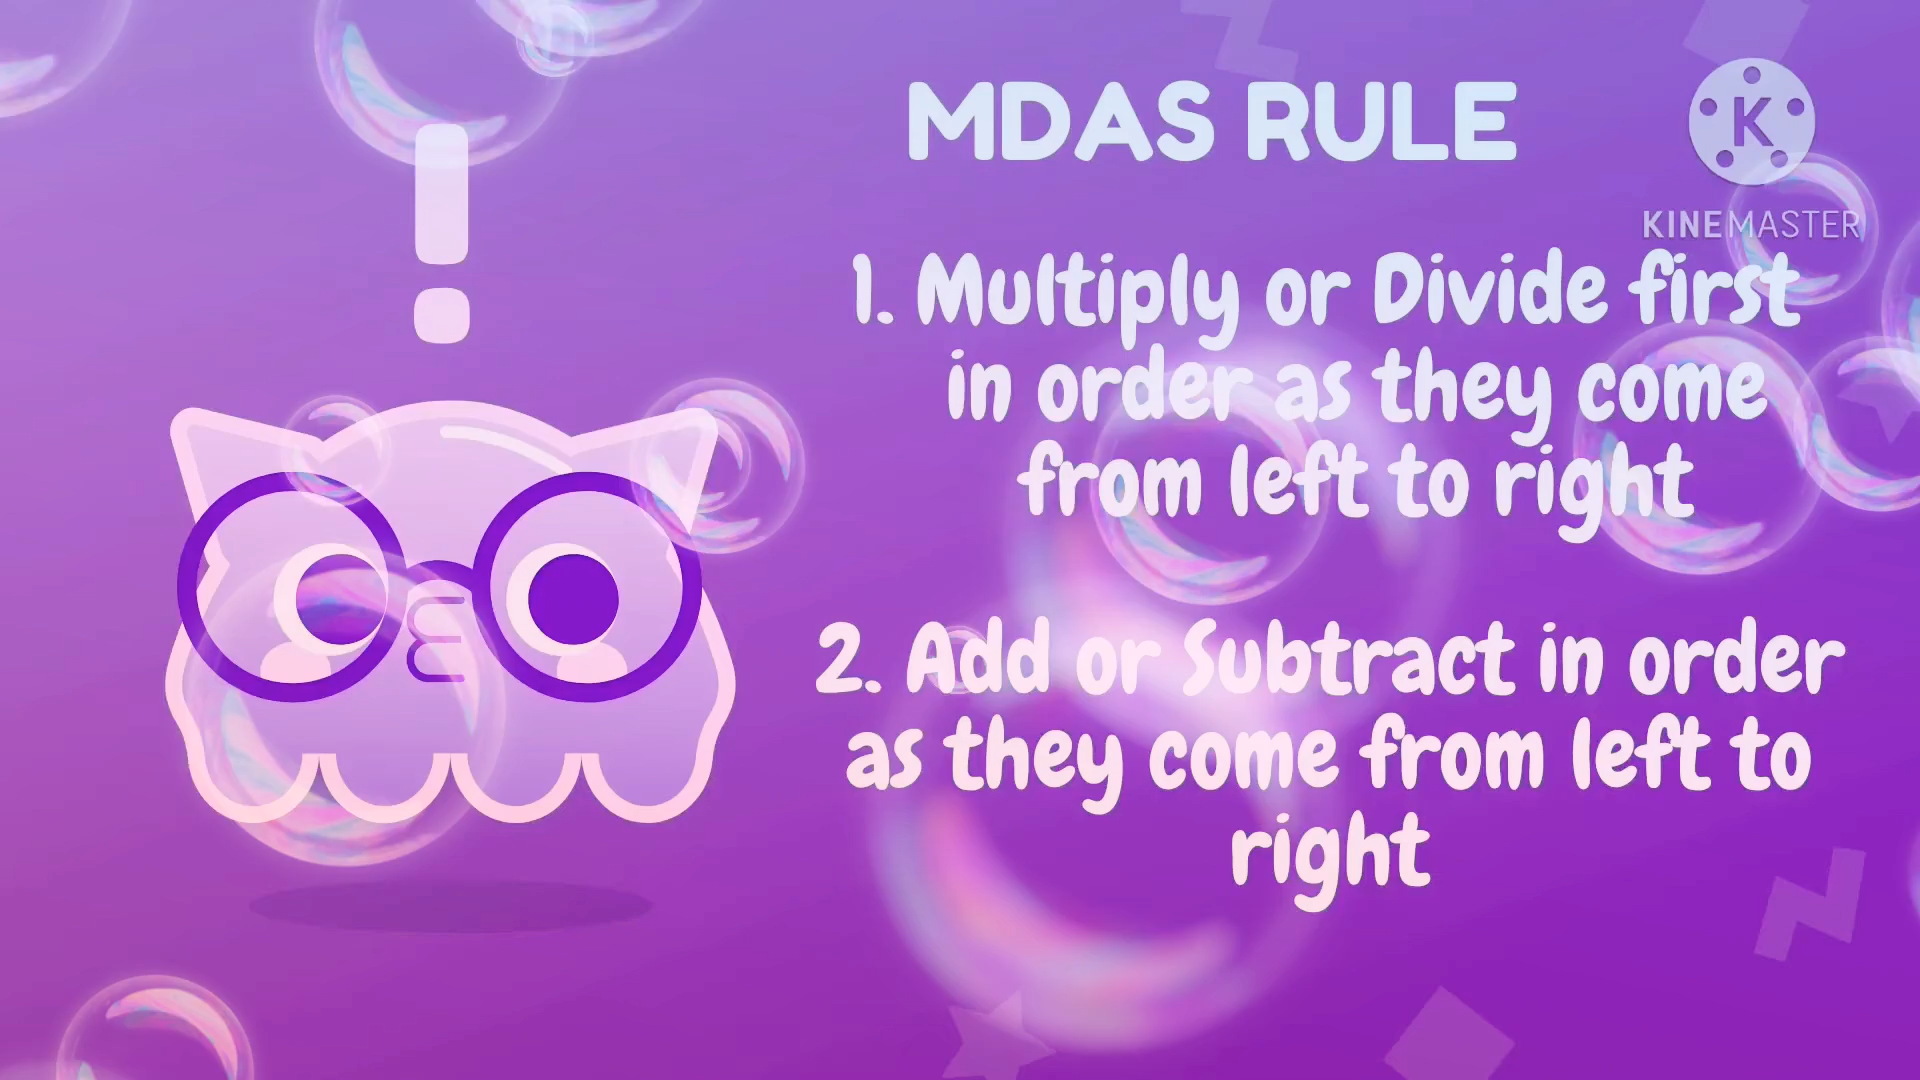 !
MDAS RULE
K
KINEMASTER
1. Multiply or Divide first
in order as they come
from left to right
2. Add or Subtract in order
as they come from left to
right